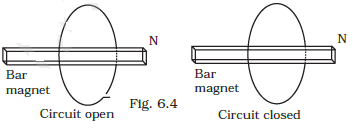 N
Bar
magnet
Circuit open
Fig. 6.4
N
Bar
magnet
Circuit closed